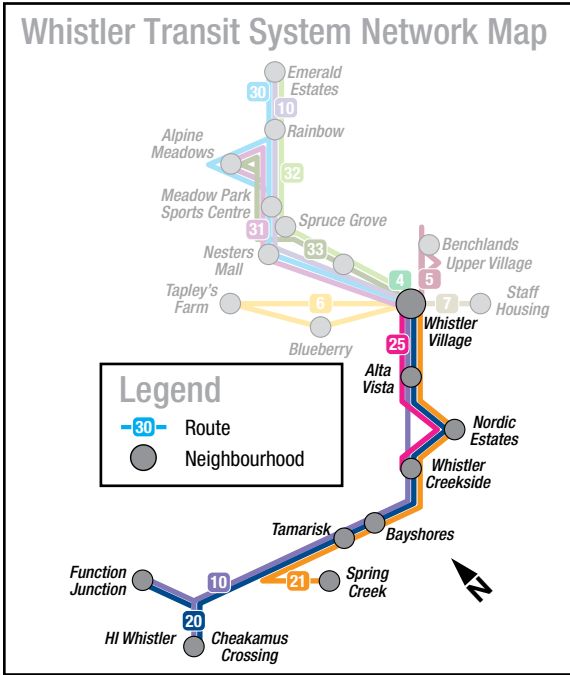 Whistler Transit System Network Map
Emerald
Estates
30
10
Rainbow
Alpine
Meadows
32
Meadow Park
Sports Centre
Spruce Grove
31
33
Nesters
Mall
Benchlands
Upper Village
4
5
Tapley's
Farm
6
7
Staff
Housing
Blueberry
Whistler
Village
25
Alta
Vista
Legend
30
Route
Neighbourhood
Nordic
Estates
Whistler
Creekside
Tamarisk
Bayshores
Function
Junction
10
21
Spring
Creek
N
20
HI Whistler
Cheakamus
Crossing